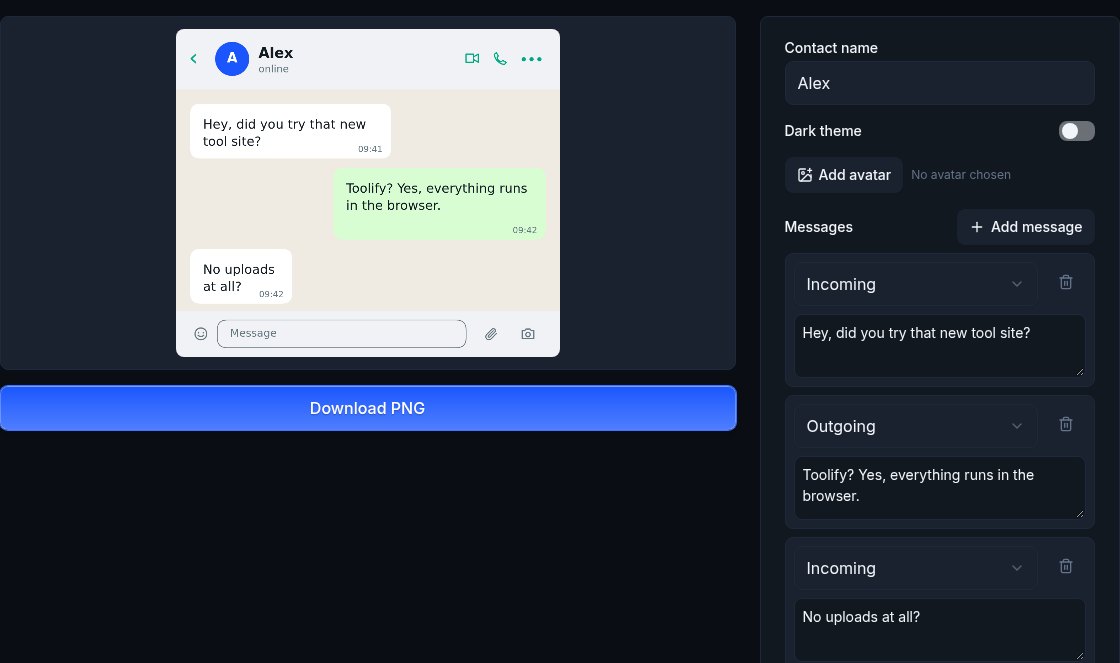 A
Alex
online
Hey, did you try that new
tool site?
09:41
Toolify? Yes, everything runs
in the browser.
09:42
No uploads
at all?
09:42
Message
Download PNG
Contact name
Alex
Dark theme
Add avatar
No avatar chosen
Messages
Add message
Incoming
Hey, did you try that new tool site?
Outgoing
Toolify? Yes, everything runs in the
browser.
Incoming
No uploads at all?